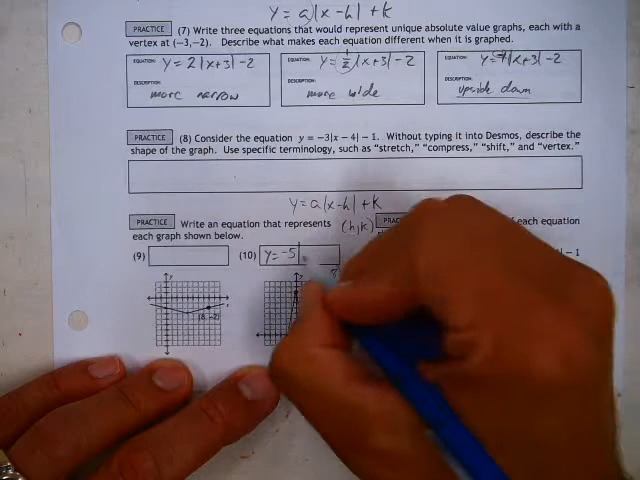 y = a|x-h| + k
PRACTICE (7) Write three equations that would represent unique absolute value graphs, each with a
vertex at (-3,-2). Describe what makes each equation different when it is graphed.
EQUATION: y = 2|x+3| - 2
DESCRIPTION:
more narrow
EQUATION: y = 1/2|x+3| - 2
DESCRIPTION:
more wide
EQUATION: |x+3| - 2
DESCRIPTION:
upside down
PRACTICE (8) Consider the equation y = -3|x - 4| - 1. Without typing it into Desmos, describe the
shape of the graph. Use specific terminology, such as "stretch," "compress," "shift," and "vertex."
y = a|x-h| + k
(h,k)
PRACTICE Write an equation that represents
each graph shown below.
of each equation
(9)
(10) y = -5|
- 1
y
x
(8,-2)
y